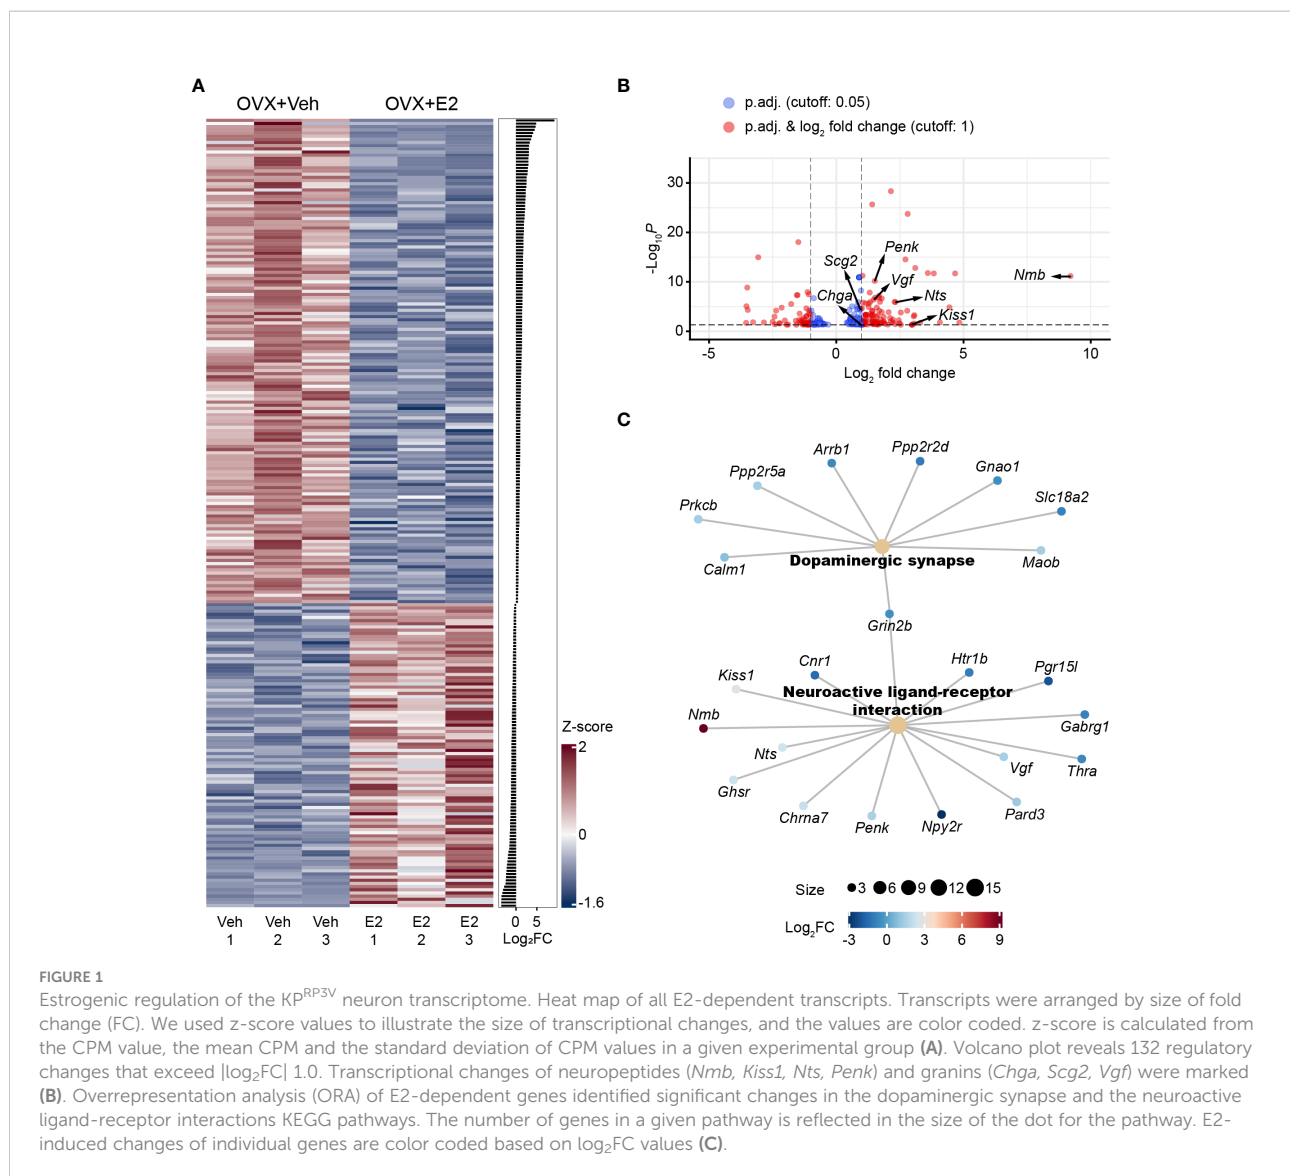 A
OVX+Veh
OVX+E2
Z-score
2
0
-1.6
Veh
1
Veh
2
Veh
3
E2
1
E2
2
E2
3
0 5
Log₂FC
B
p.adj. (cutoff: 0.05)
p.adj. & log₂ fold change (cutoff: 1)
-Log₁₀P
30
20
10
0
Penk
Scg2
Vgf
Nmb
Chga
Nts
Kiss1
-5 0 5 10
Log₂ fold change
C
Arrb1
Ppp2r2d
Ppp2r5a
Gnao1
Prkcb
Slc18a2
Calm1
Dopaminergic synapse
Maob
Grin2b
Cnr1
Htr1b
Kiss1
Pgr15l
Neuroactive ligand-receptor
interaction
Nmb
Gabrg1
Nts
Vgf
Thra
Ghsr
Chrna7
Penk
Npy2r
Pard3
Size 3 6 9 12 15
Log₂FC
-3 0 3 6 9
FIGURE 1
Estrogenic regulation of the KPᴿᴾ³ⱽ neuron transcriptome. Heat map of all E2-dependent transcripts. Transcripts were arranged by size of fold
change (FC). We used z-score values to illustrate the size of transcriptional changes, and the values are color coded. z-score is calculated from
the CPM value, the mean CPM and the standard deviation of CPM values in a given experimental group (A). Volcano plot reveals 132 regulatory
changes that exceed |log₂FC| 1.0. Transcriptional changes of neuropeptides (Nmb, Kiss1, Nts, Penk) and granins (Chga, Scg2, Vgf) were marked
(B). Overrepresentation analysis (ORA) of E2-dependent genes identified significant changes in the dopaminergic synapse and the neuroactive
ligand-receptor interactions KEGG pathways. The number of genes in a given pathway is reflected in the size of the dot for the pathway. E2-
induced changes of individual genes are color coded based on log₂FC values (C).